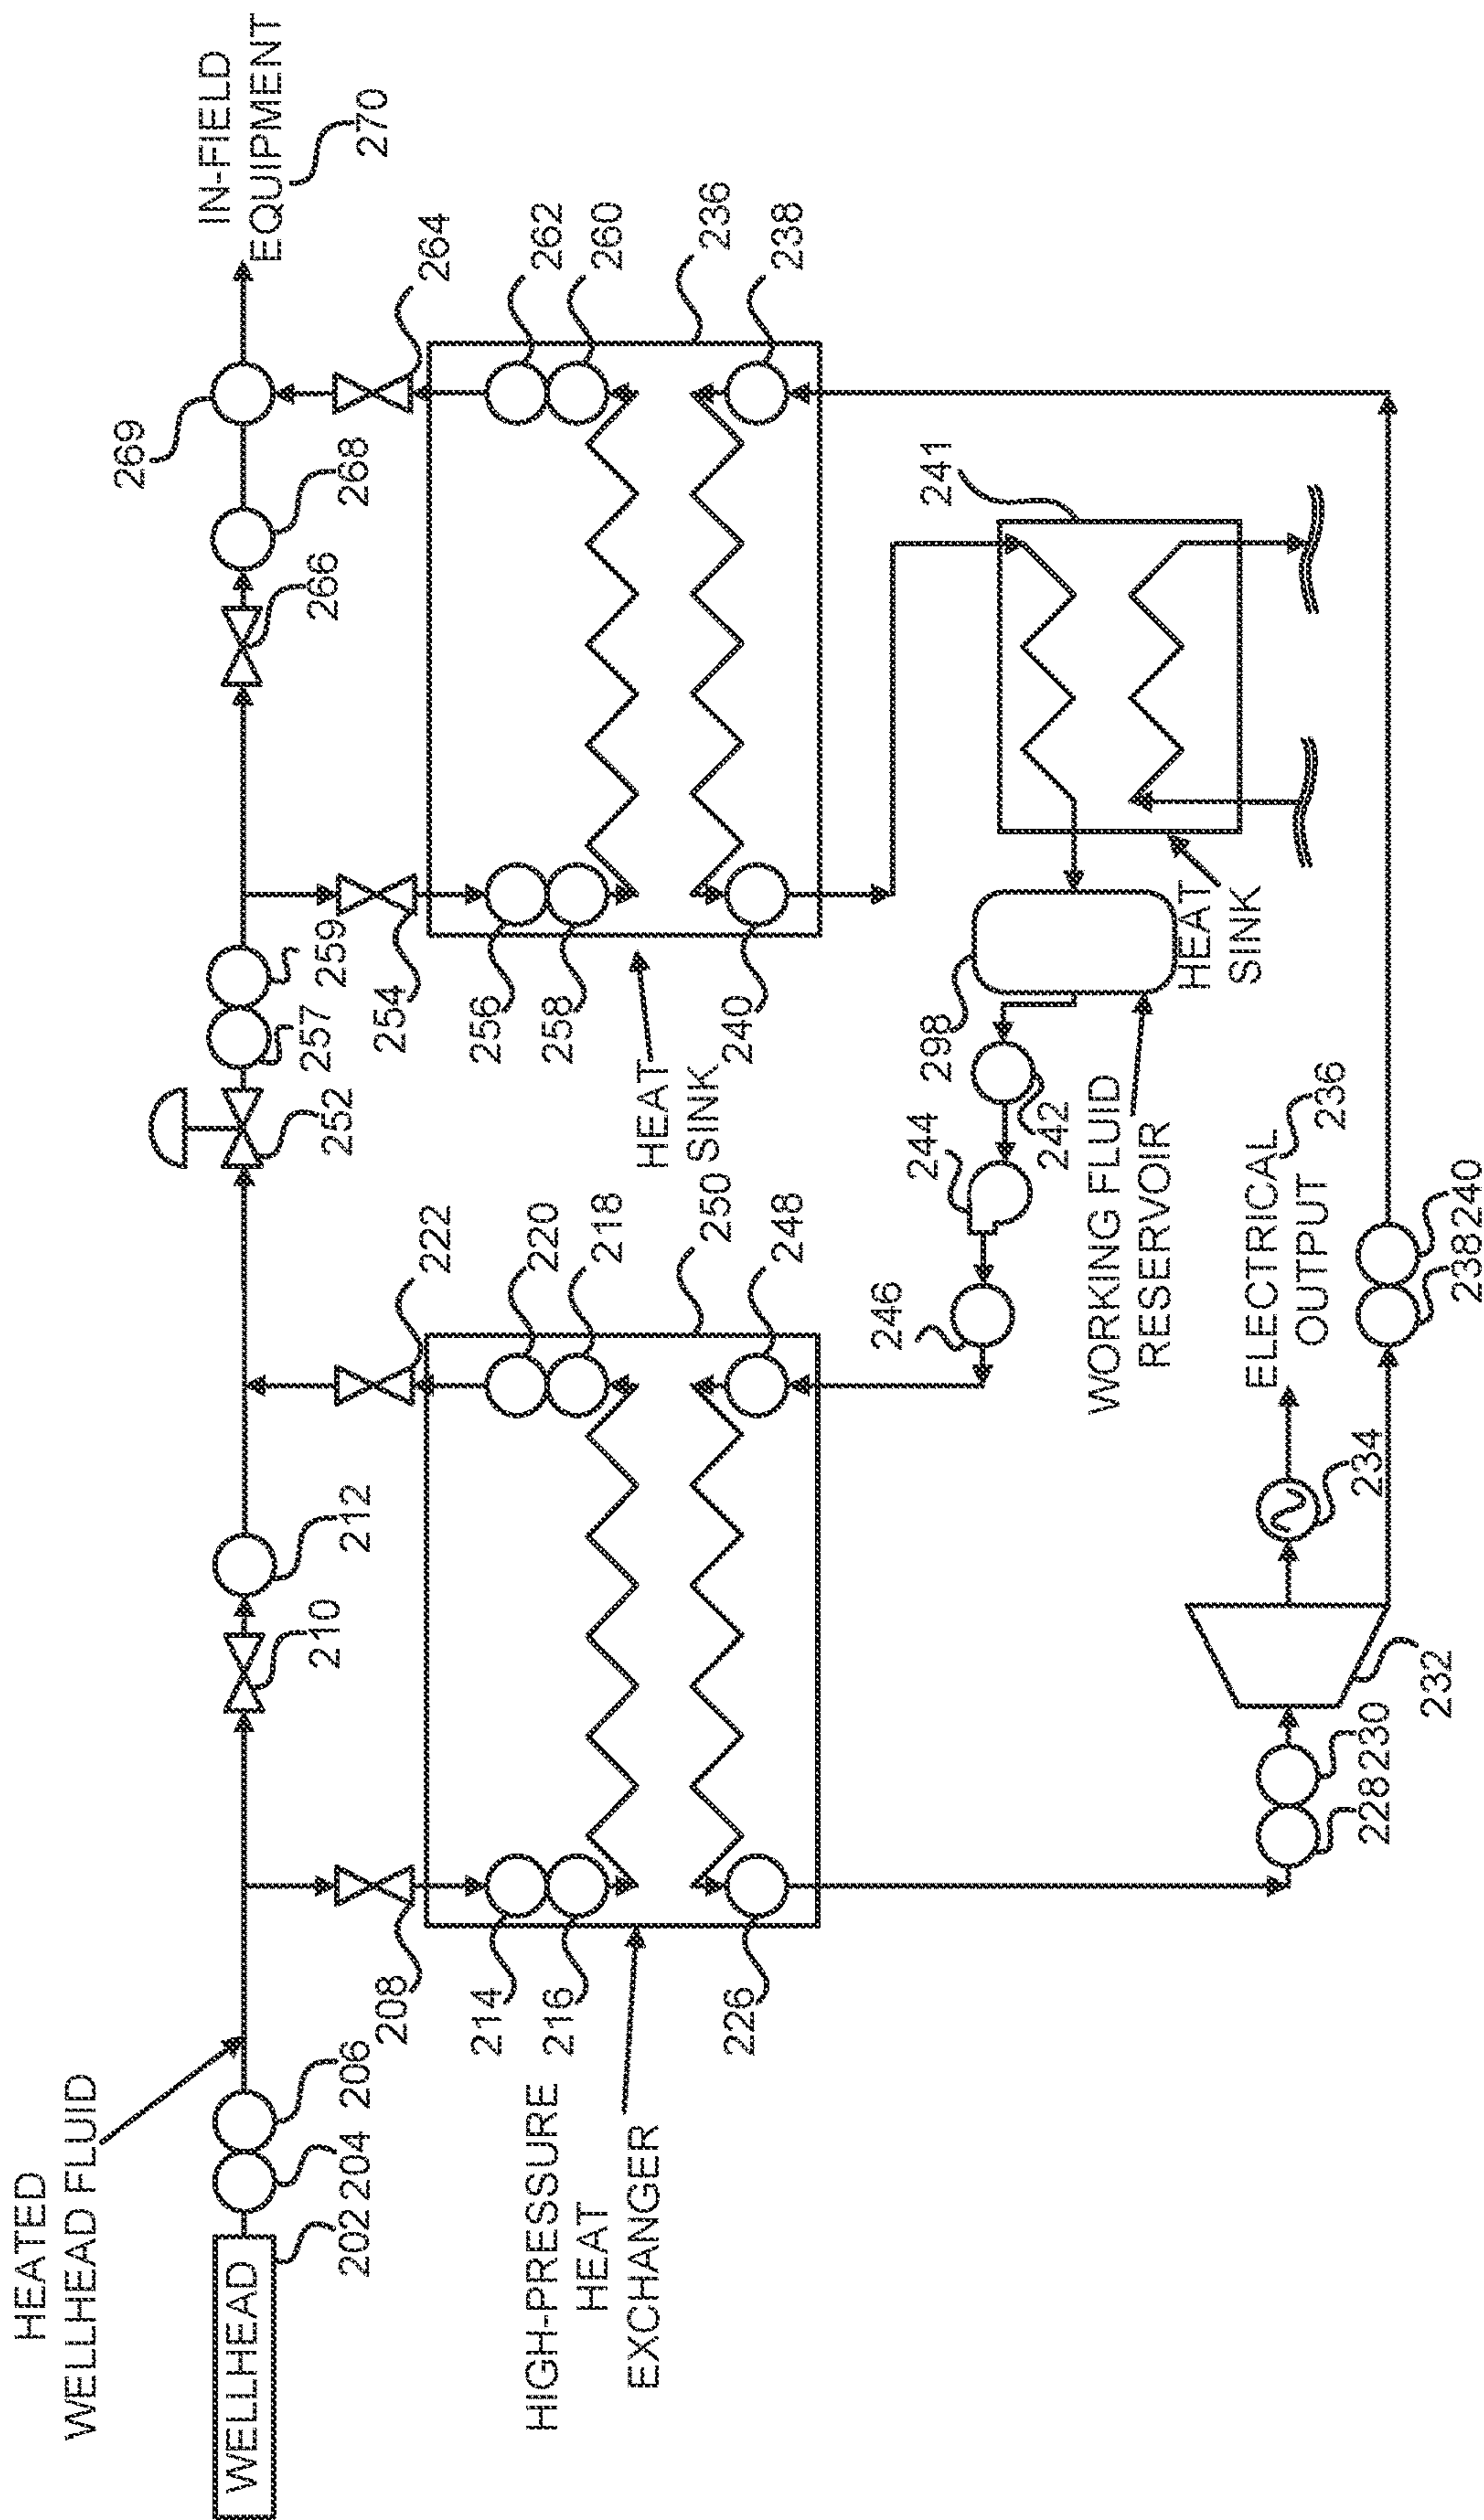 HEATED
WELLHEAD FLUID
WELLHEAD
202
204
206
208
210
212
214
216
HIGH-PRESSURE
HEAT
EXCHANGER
218
220
222
226
248
250
228
230
232
234
ELECTRICAL
OUTPUT
236
238
240
246
244
242
298
WORKING FLUID
RESERVOIR
HEAT
SINK
241
252
257
259
254
256
258
240
HEAT
SINK
266
268
269
264
262
260
236
238
IN-FIELD
EQUIPMENT
270